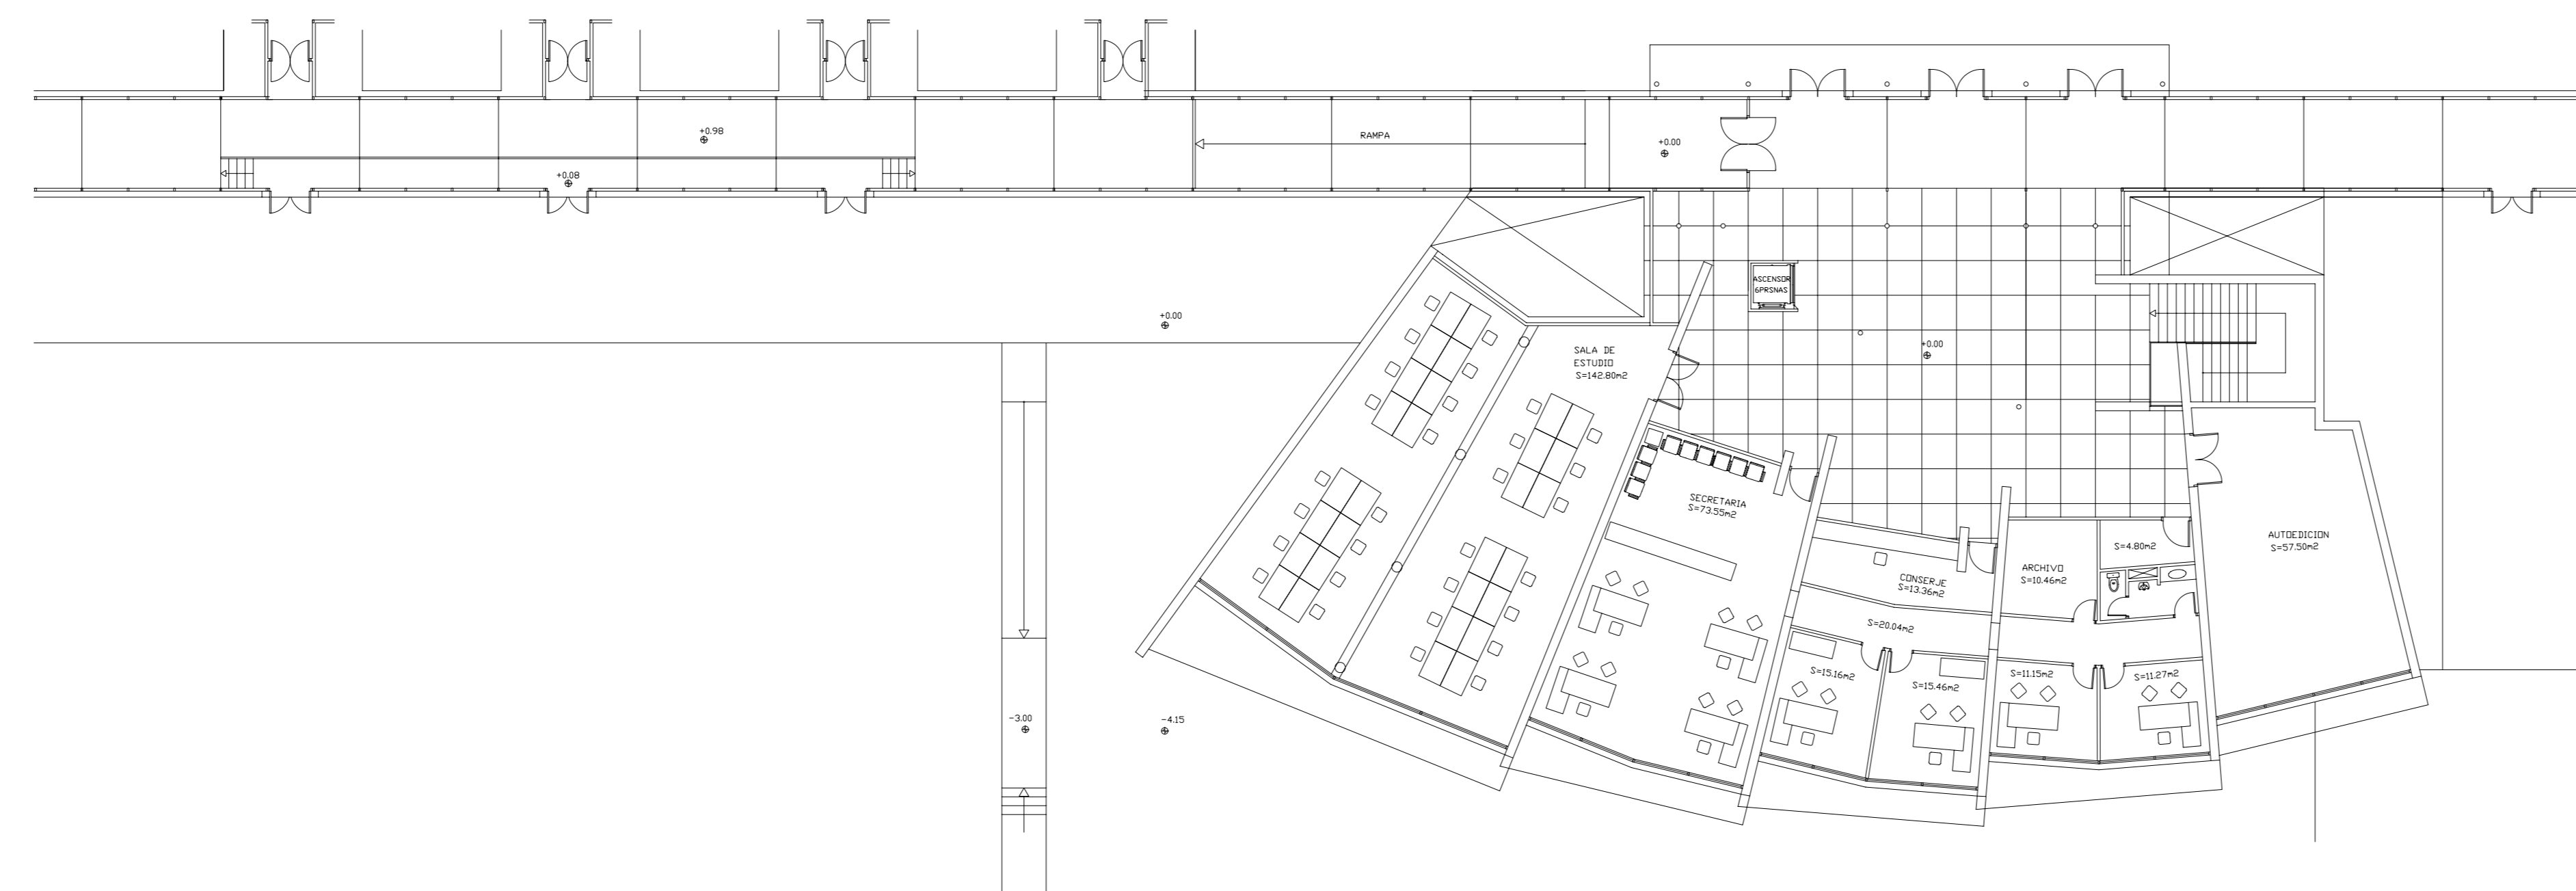 +0.98
RAMPA
+0.00
+0.08
ASCENSOR
6PRSNAS
+0.00
+0.00
SALA DE
ESTUDIO
S=142.80m2
SECRETARIA
S=73.55m2
AUTOEDICION
S=57.50m2
S=4.80m2
ARCHIVO
S=10.46m2
CONSERJE
S=13.36m2
S=20.04m2
S=15.16m2
S=15.46m2
S=11.15m2
S=11.27m2
-3.00
-4.15